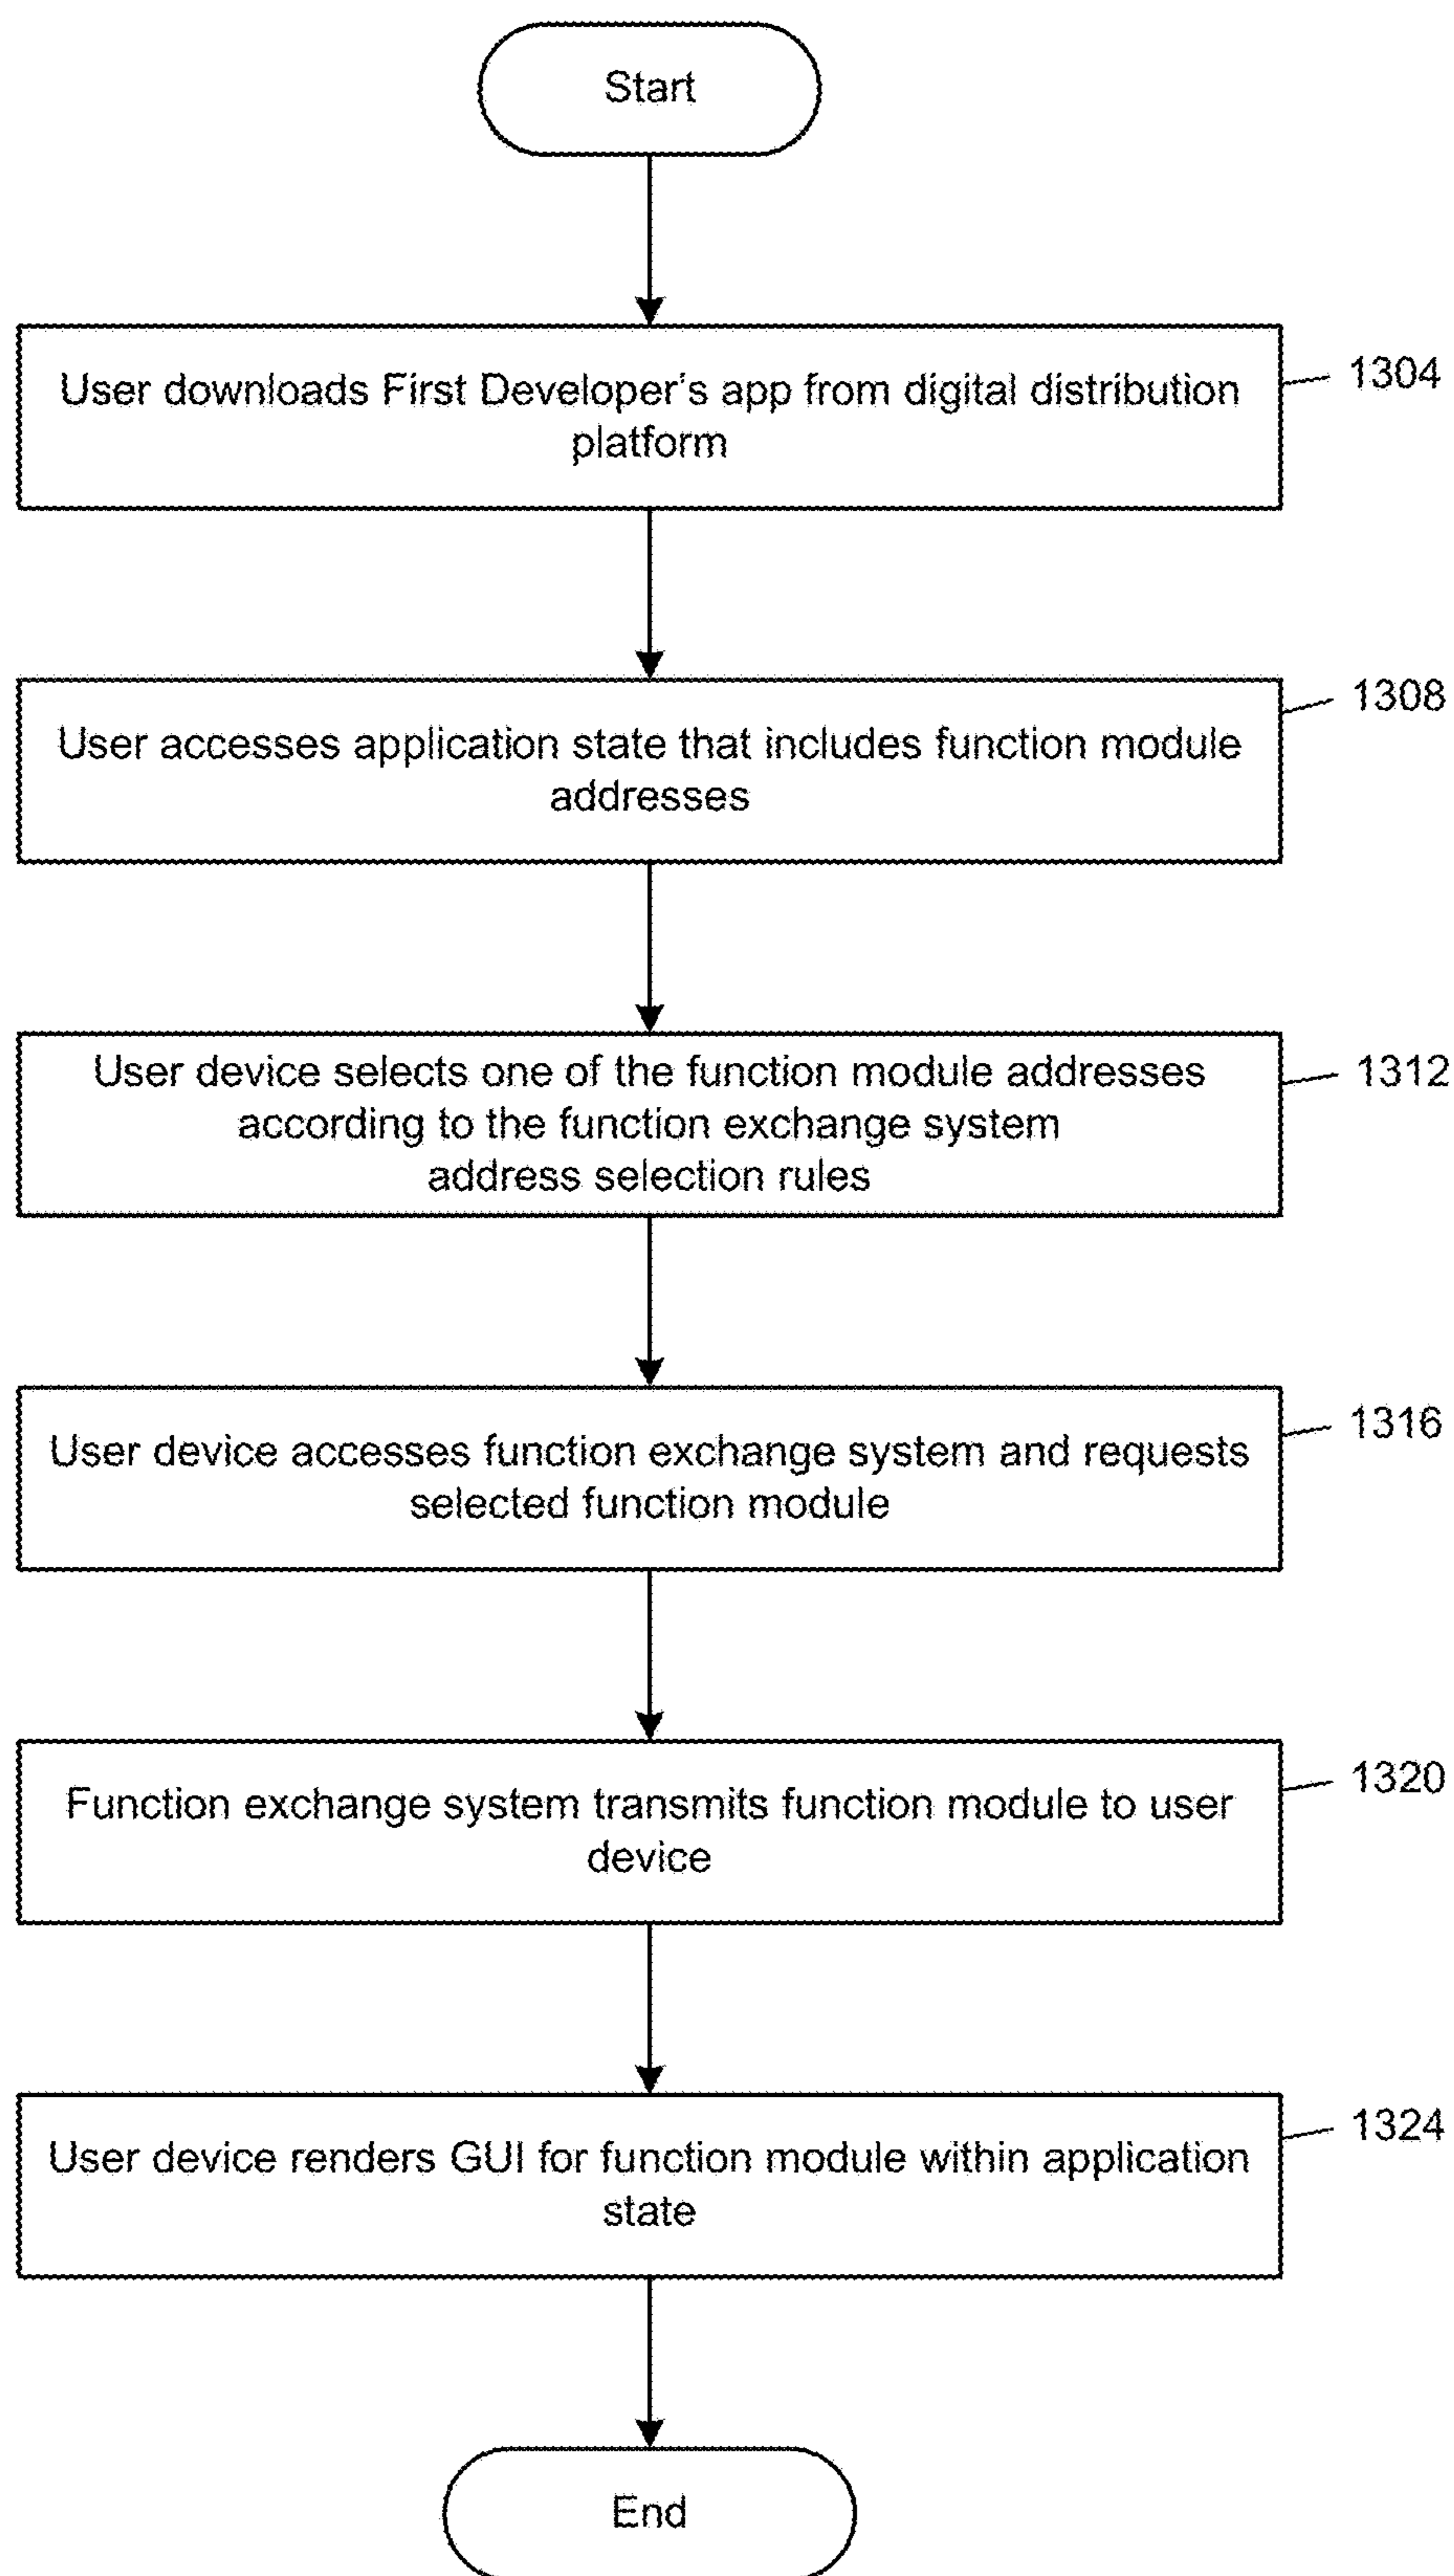 Start
User downloads First Developer's app from digital distribution
platform
1304
User accesses application state that includes function module
addresses
1308
User device selects one of the function module addresses
according to the function exchange system
address selection rules
1312
User device accesses function exchange system and requests
selected function module
1316
Function exchange system transmits function module to user
device
1320
User device renders GUI for function module within application
state
1324
End